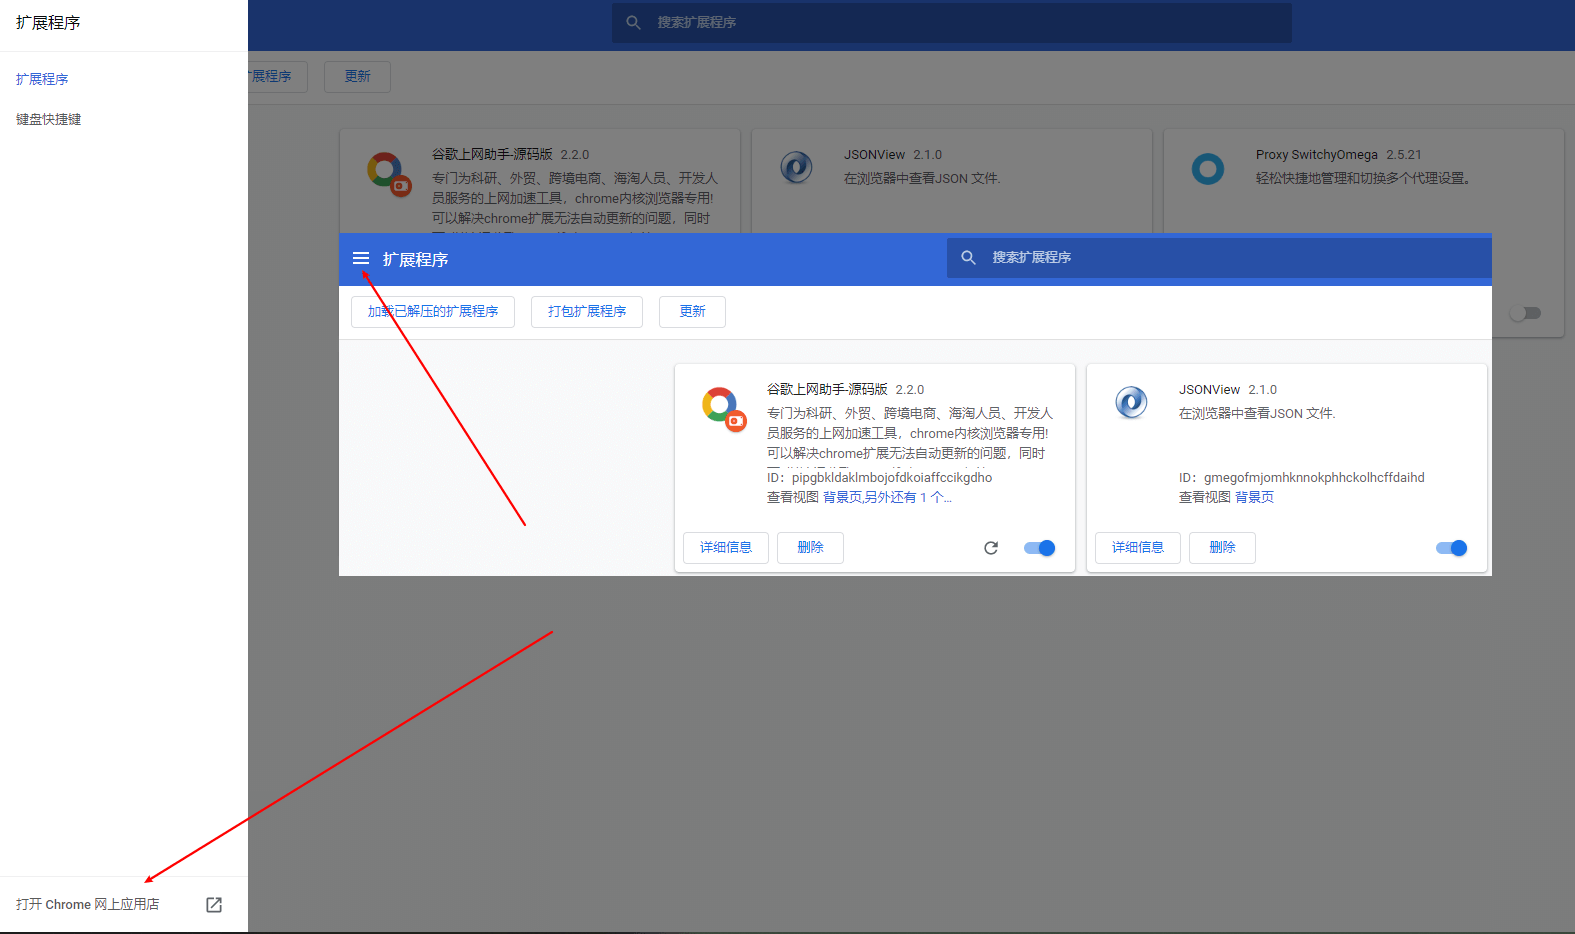 扩展程序
搜索扩展程序
扩展程序
键盘快捷键
展程序
更新
谷歌上网助手-源码版 2.2.0
专门为科研、外贸、跨境电商、海淘人员、开发人
员服务的上网加速工具，chrome内核浏览器专用!
可以解决chrome扩展无法自动更新的问题，同时
JSONView 2.1.0
在浏览器中查看JSON 文件.
Proxy SwitchyOmega 2.5.21
轻松快捷地管理和切换多个代理设置。
扩展程序
搜索扩展程序
加载已解压的扩展程序
打包扩展程序
更新
谷歌上网助手-源码版 2.2.0
专门为科研、外贸、跨境电商、海淘人员、开发人
员服务的上网加速工具，chrome内核浏览器专用!
可以解决chrome扩展无法自动更新的问题，同时
ID：pipgbkldaklmbojofdkoiaffccikgdho
查看视图 背景页,另外还有 1 个...
详细信息
删除
JSONView 2.1.0
在浏览器中查看JSON 文件.
ID：gmegofmjomhknnokphhckolhcffdaihd
查看视图 背景页
详细信息
删除
打开 Chrome 网上应用店